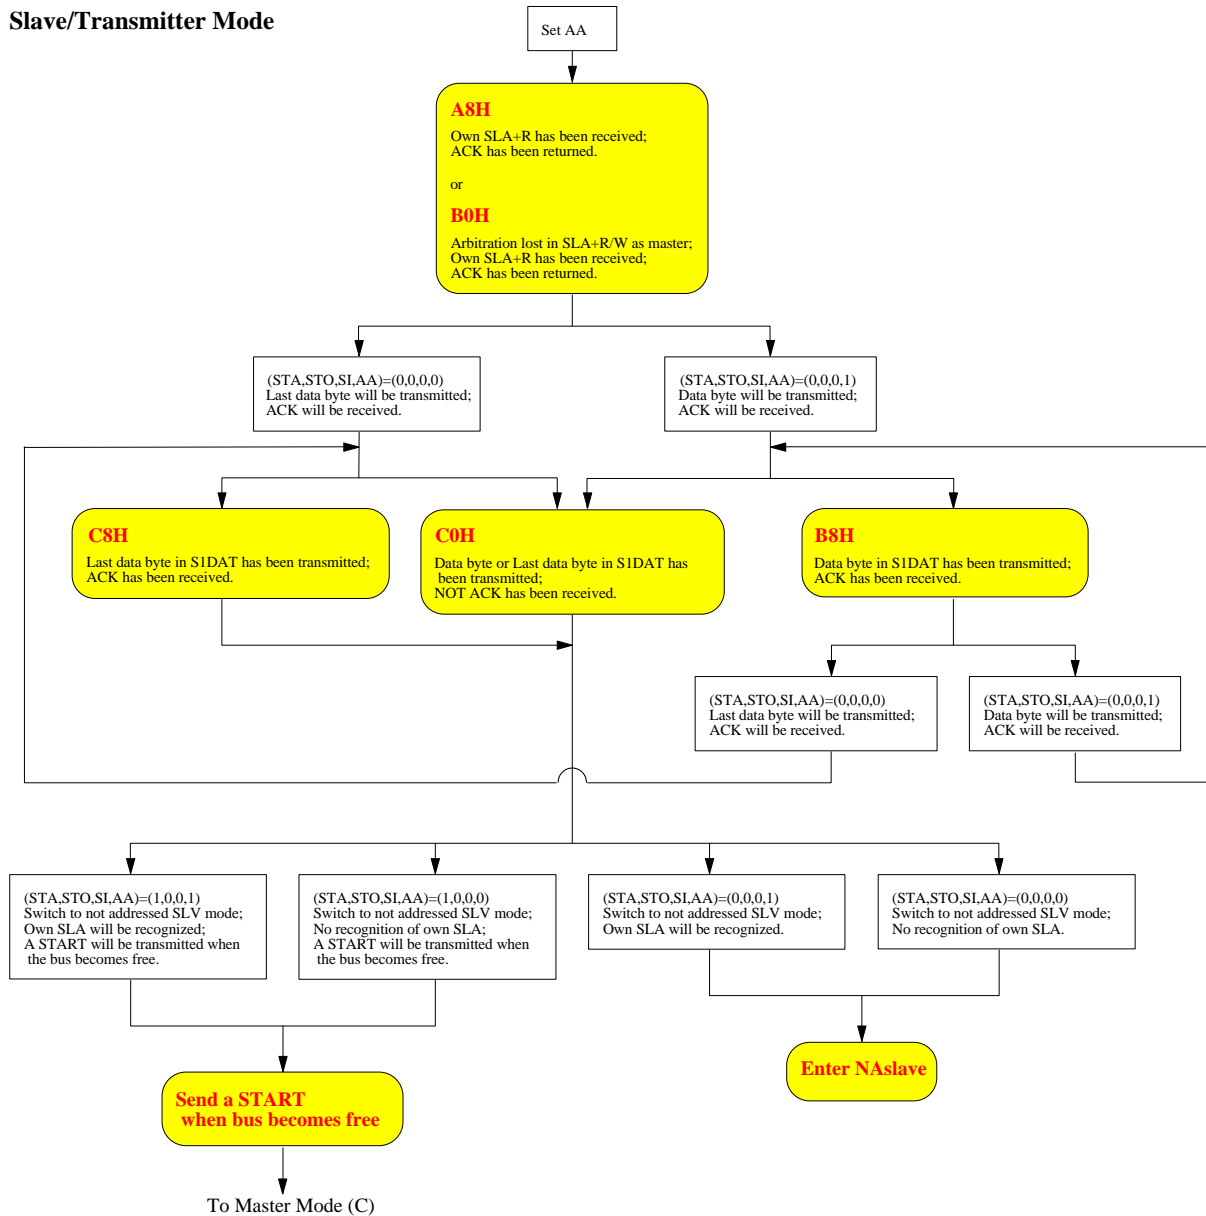 Slave/Transmitter Mode
Set AA
A8H
Own SLA+R has been received;
ACK has been returned.
or
B0H
Arbitration lost in SLA+R/W as master;
Own SLA+R has been received;
ACK has been returned.
(STA,STO,SI,AA)=(0,0,0,0)
Last data byte will be transmitted;
ACK will be received.
(STA,STO,SI,AA)=(0,0,0,1)
Data byte will be transmitted;
ACK will be received.
C8H
Last data byte in S1DAT has been transmitted;
ACK has been received.
C0H
Data byte or Last data byte in S1DAT has
been transmitted;
NOT ACK has been received.
B8H
Data byte in S1DAT has been transmitted;
ACK has been received.
(STA,STO,SI,AA)=(0,0,0,0)
Last data byte will be transmitted;
ACK will be received.
(STA,STO,SI,AA)=(0,0,0,1)
Data byte will be transmitted;
ACK will be received.
(STA,STO,SI,AA)=(1,0,0,1)
Switch to not addressed SLV mode;
Own SLA will be recognized;
A START will be transmitted when
the bus becomes free.
(STA,STO,SI,AA)=(1,0,0,0)
Switch to not addressed SLV mode;
No recognition of own SLA;
A START will be transmitted when
the bus becomes free.
(STA,STO,SI,AA)=(0,0,0,1)
Switch to not addressed SLV mode;
Own SLA will be recognized.
(STA,STO,SI,AA)=(0,0,0,0)
Switch to not addressed SLV mode;
No recognition of own SLA.
Enter NAslave
Send a START
when bus becomes free
To Master Mode (C)